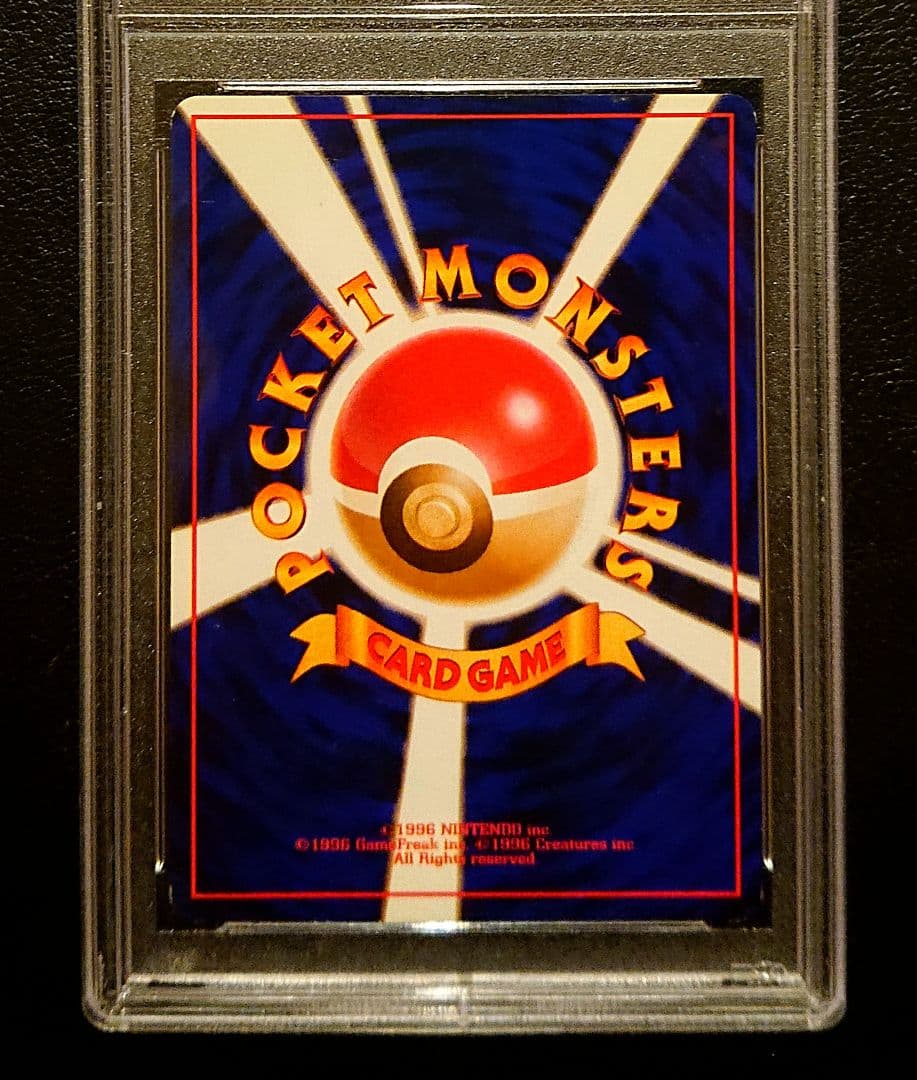 POCKET MONSTERS
CARD GAME
©1996 NINTENDO inc
©1996 GameFreak inc. ©1996 Creatures inc
All Rights reserved